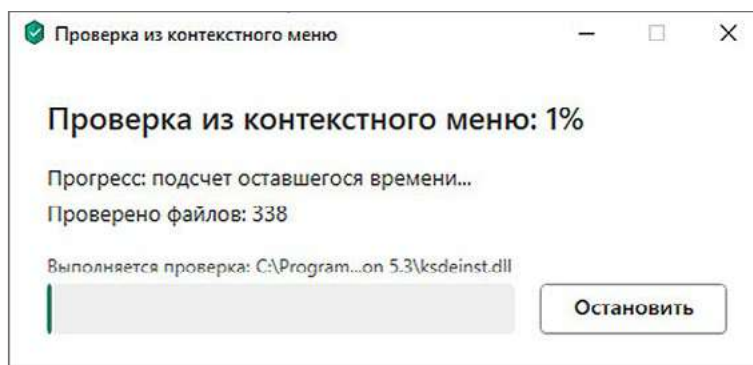 Проверка из контекстного меню
Проверка из контекстного меню: 1%
Прогресс: подсчет оставшегося времени...
Проверено файлов: 338
Выполняется проверка: C:\Program...on 5.3\ksdeinst.dll
Остановить